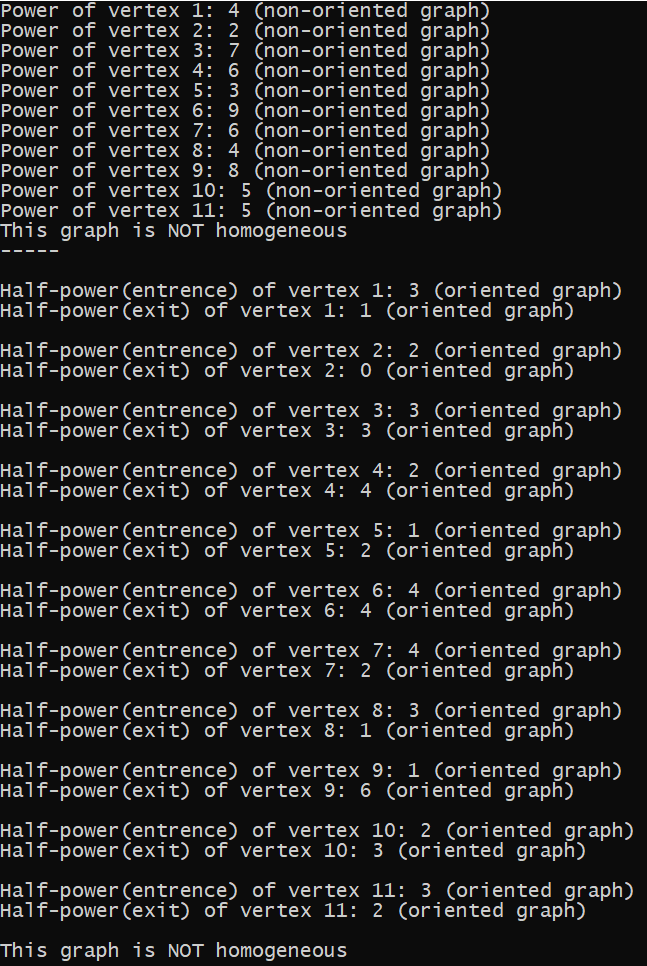 Power of vertex 1: 4 (non-oriented graph)
Power of vertex 2: 2 (non-oriented graph)
Power of vertex 3: 7 (non-oriented graph)
Power of vertex 4: 6 (non-oriented graph)
Power of vertex 5: 3 (non-oriented graph)
Power of vertex 6: 9 (non-oriented graph)
Power of vertex 7: 6 (non-oriented graph)
Power of vertex 8: 4 (non-oriented graph)
Power of vertex 9: 8 (non-oriented graph)
Power of vertex 10: 5 (non-oriented graph)
Power of vertex 11: 5 (non-oriented graph)
This graph is NOT homogeneous
-----
Half-power(entrence) of vertex 1: 3 (oriented graph)
Half-power(exit) of vertex 1: 1 (oriented graph)
Half-power(entrence) of vertex 2: 2 (oriented graph)
Half-power(exit) of vertex 2: 0 (oriented graph)
Half-power(entrence) of vertex 3: 3 (oriented graph)
Half-power(exit) of vertex 3: 3 (oriented graph)
Half-power(entrence) of vertex 4: 2 (oriented graph)
Half-power(exit) of vertex 4: 4 (oriented graph)
Half-power(entrence) of vertex 5: 1 (oriented graph)
Half-power(exit) of vertex 5: 2 (oriented graph)
Half-power(entrence) of vertex 6: 4 (oriented graph)
Half-power(exit) of vertex 6: 4 (oriented graph)
Half-power(entrence) of vertex 7: 4 (oriented graph)
Half-power(exit) of vertex 7: 2 (oriented graph)
Half-power(entrence) of vertex 8: 3 (oriented graph)
Half-power(exit) of vertex 8: 1 (oriented graph)
Half-power(entrence) of vertex 9: 1 (oriented graph)
Half-power(exit) of vertex 9: 6 (oriented graph)
Half-power(entrence) of vertex 10: 2 (oriented graph)
Half-power(exit) of vertex 10: 3 (oriented graph)
Half-power(entrence) of vertex 11: 3 (oriented graph)
Half-power(exit) of vertex 11: 2 (oriented graph)
This graph is NOT homogeneous